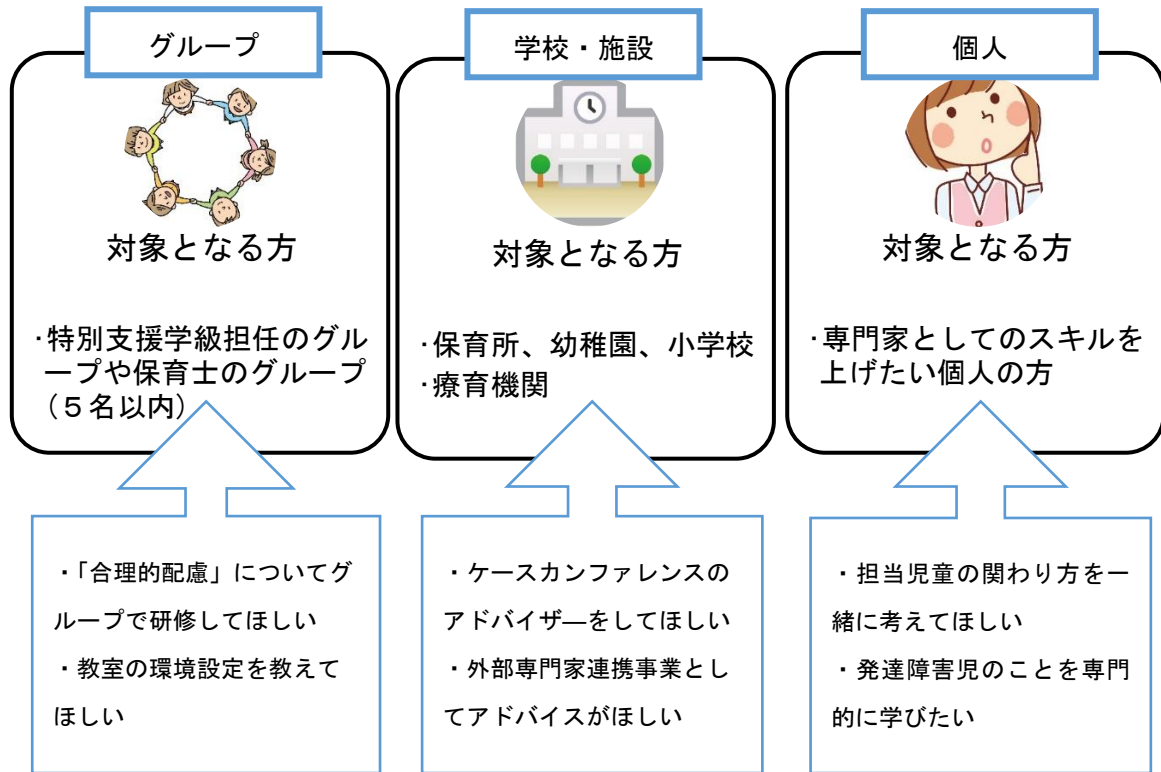 グループ
対象となる方
・特別支援学級担任のグル
ープや保育士のグループ
（５名以内）
・「合理的配慮」についてグ
ループで研修してほしい
・教室の環境設定を教えて
ほしい
学校・施設
対象となる方
・保育所、幼稚園、小学校
・療育機関
・ケースカンファレンスの
アドバイザ―をしてほしい
・外部専門家連携事業とし
てアドバイスがほしい
個人
対象となる方
・専門家としてのスキルを
上げたい個人の方
・担当児童の関わり方を一
緒に考えてほしい
・発達障害児のことを専門
的に学びたい